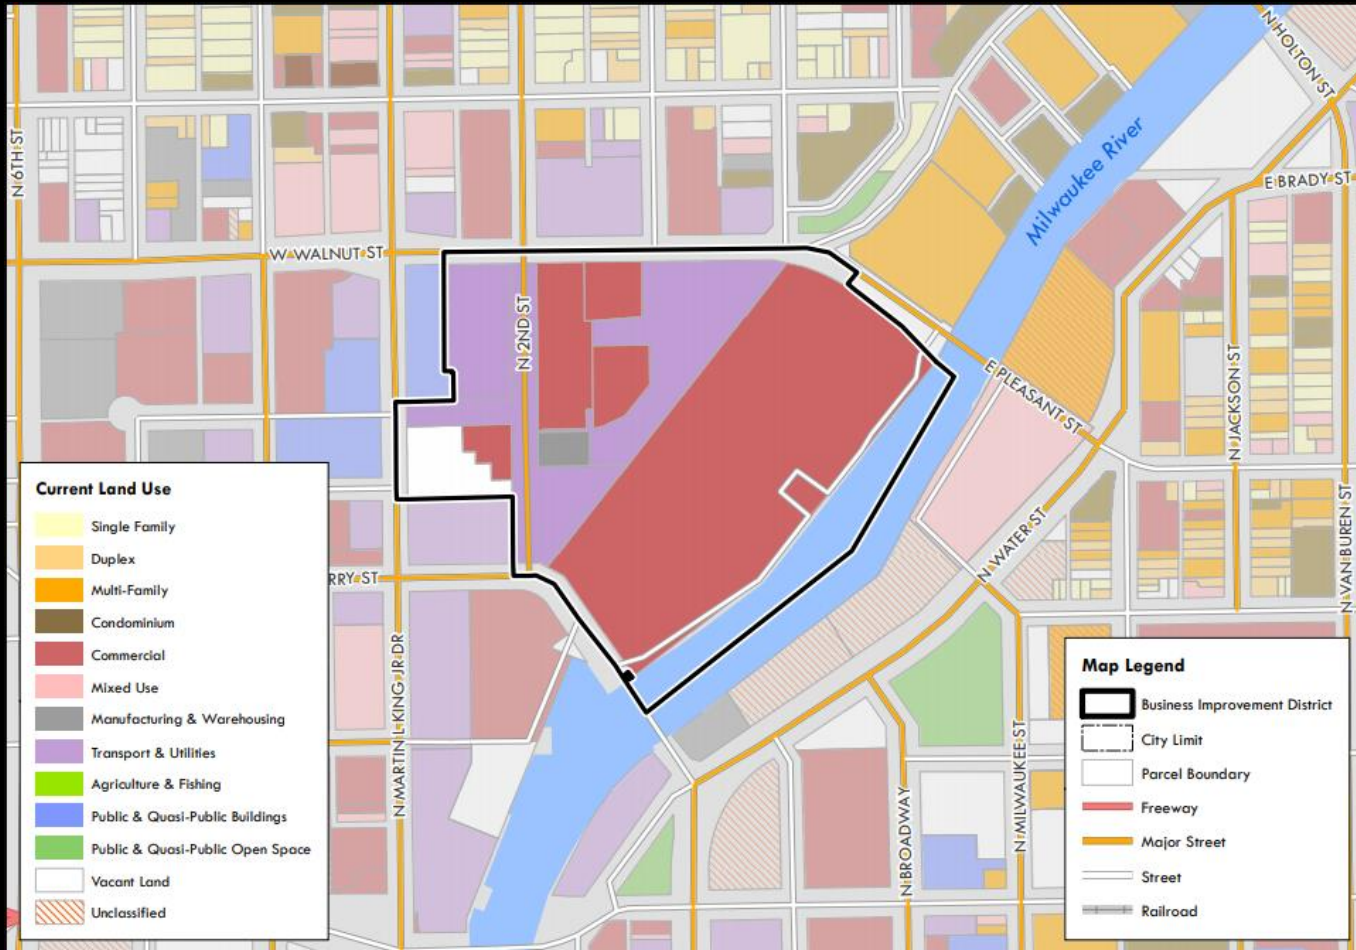 N HOLTON ST
N 6TH ST
Milwaukee River
E BRADY ST
W WALNUT ST
N 2ND ST
E PLEASANT ST
N JACKSON ST
Current Land Use
Single Family
Duplex
Multi-Family
Condominium
Commercial
Mixed Use
Manufacturing & Warehousing
Transport & Utilities
Agriculture & Fishing
Public & Quasi-Public Buildings
Public & Quasi-Public Open Space
Vacant Land
Unclassified
RRY ST
N MARTIN L KING JR DR
N WATER ST
N VAN BUREN ST
N BROADWAY
N MILWAUKEE ST
Map Legend
Business Improvement District
City Limit
Parcel Boundary
Freeway
Major Street
Street
Railroad